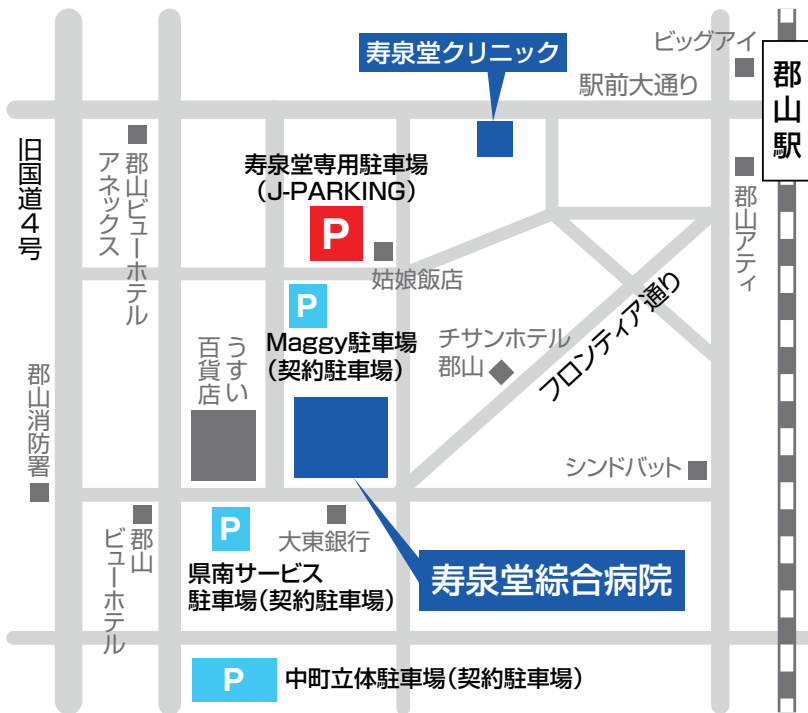 ビッグアイ
寿泉堂クリニック
駅前大通り
郡山駅
旧国道4号
郡山ビューホテル
アネックス
寿泉堂専用駐車場
（J-PARKING）
P
郡山アティ
姑娘飯店
P
フロンティア通り
Maggy駐車場
（契約駐車場）
チサンホテル
郡山
うすい
百貨店
郡山消防署
シンドバット
P
大東銀行
郡山
ビューホテル
県南サービス
駐車場（契約駐車場）
寿泉堂綜合病院
P
中町立体駐車場（契約駐車場）